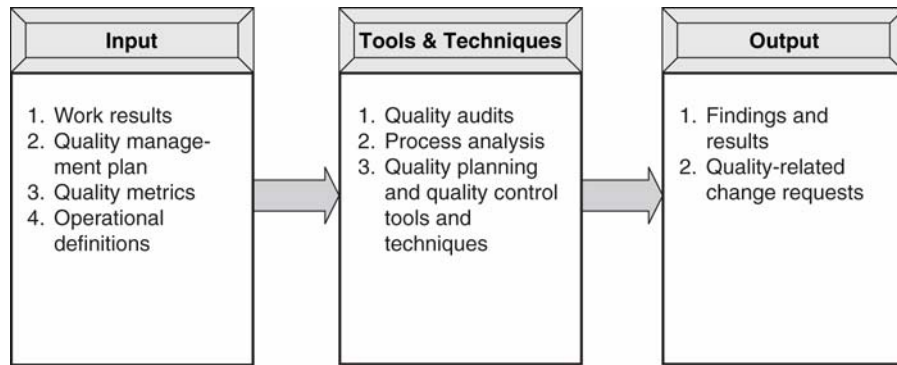 Input
1. Work results
2. Quality manage-
ment plan
3. Quality metrics
4. Operational
definitions
Tools & Techniques
1. Quality audits
2. Process analysis
3. Quality planning
and quality control
tools and
techniques
Output
1. Findings and
results
2. Quality-related
change requests